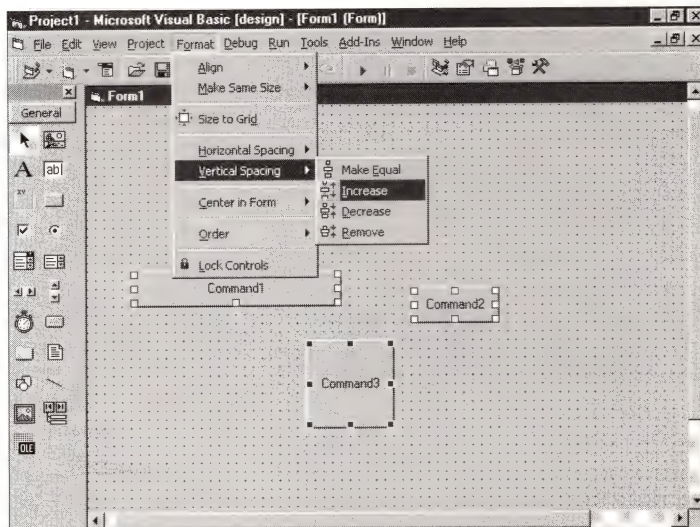 Project1 - Microsoft Visual Basic [design] - [Form1 (Form)]
File Edit View Project Format Debug Run Tools Add-Ins Window Help
Form1
General
A
ab|
XY
OLE
Align
Make Same Size
Size to Grid
Horizontal Spacing
Vertical Spacing
Center in Form
Order
Lock Controls
Make Equal
Increase
Decrease
Remove
Command1
Command2
Command3